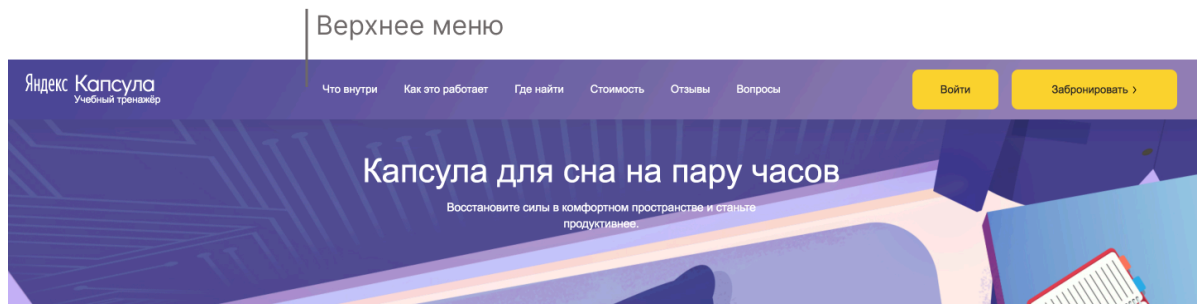 Верхнее меню
Яндекс Капсула
Учебный тренажёр
Что внутри Как это работает Где найти Стоимость Отзывы Вопросы Войти Забронировать >
Капсула для сна на пару часов
Восстановите силы в комфортном пространстве и станьте
продуктивнее.